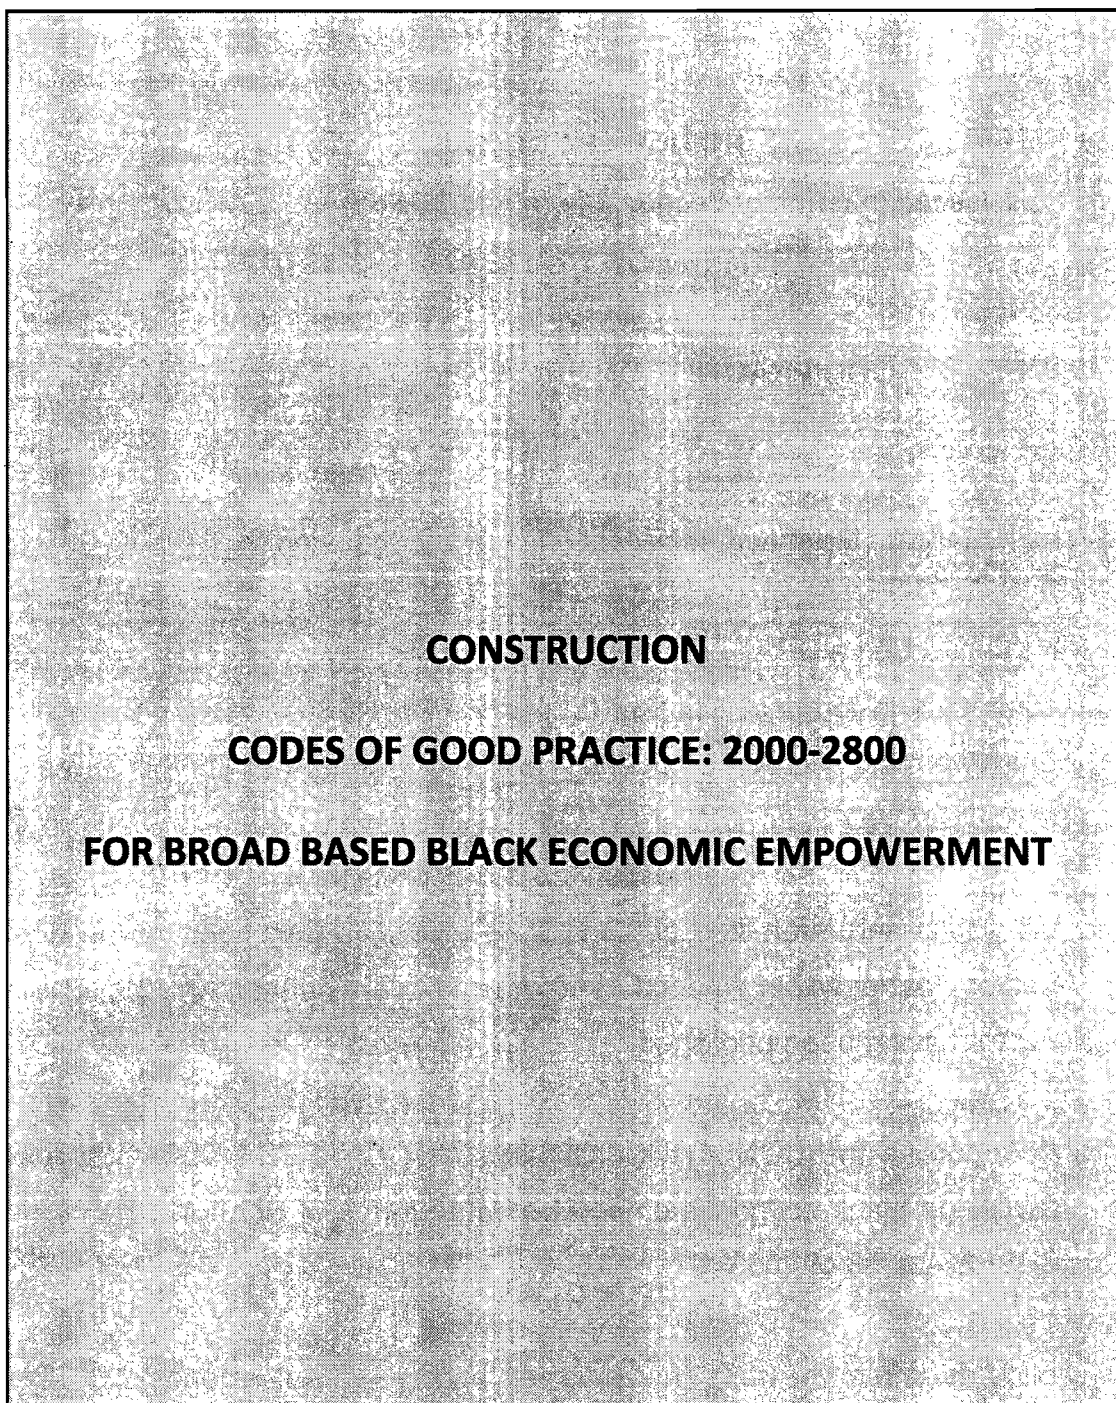 CONSTRUCTION
CODES OF GOOD PRACTICE: 2000-2800
FOR BROAD BASED BLACK ECONOMIC EMPOWERMENT